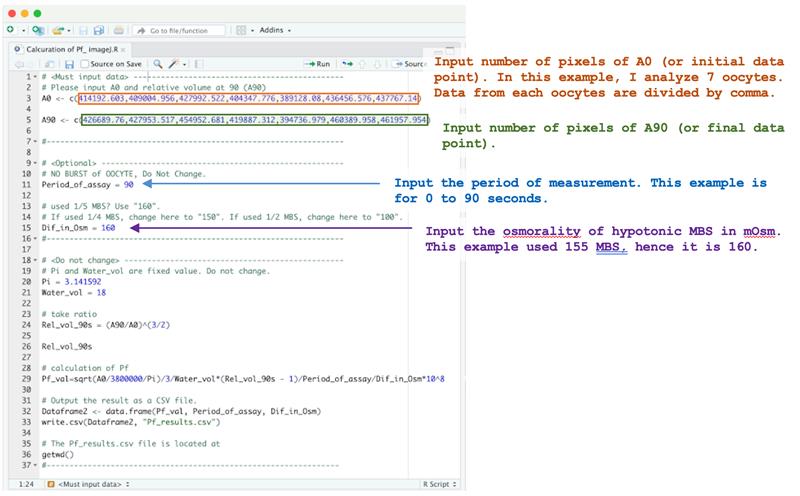 Go to file/function
Addins
Calcuration of Pf_ imageJ.R
Source on Save
Run
Source
1 # <Must input data> ------------------------------------------
2 # Please input A0 and relative volume at 90 (A90)
3 A0 <- c(414192.603,409004.956,427992.522,404347.776,389128.08,436456.576,437767.14)
4
5 A90 <- c(426689.76,427953.517,454952.681,419887.312,394736.979,460389.958,461957.954)
6
7 #-----------------------------------------------------------
8
9 # <Optional> ------------------------------------------
10 # NO BURST of OOCYTE, Do Not Change.
11 Period_of_assay = 90
12
13 # used 1/5 MBS? Use "160".
14 # If used 1/4 MBS, change here to "150". If used 1/2 MBS, change here to "100".
15 Dif_in_Osm = 160
16 #-----------------------------------------------------------
17
18 # <Do not change> ------------------------------------------
19 # Pi and Water_vol are fixed value. Do not change.
20 Pi = 3.141592
21 Water_vol = 18
22
23 # take ratio
24 Rel_vol_90s = (A90/A0)^(3/2)
25
26 Rel_vol_90s
27
28 # calculation of Pf
29 Pf_val=sqrt(A0/3800000/Pi)/3/Water_vol*(Rel_vol_90s - 1)/Period_of_assay/Dif_in_Osm*10^8
30
31 # Output the result as a CSV file.
32 Dataframe2 <- data.frame(Pf_val, Period_of_assay, Dif_in_Osm)
33 write.csv(Dataframe2, "Pf_results.csv")
34
35 # The Pf_results.csv file is located at
36 getwd()
37 #-----------------------------------------------------------
1:24
<Must input data>
R Script
Input number of pixels of A0 (or initial data
point). In this example, I analyze 7 oocytes.
Data from each oocytes are divided by comma.
Input number of pixels of A90 (or final data
point).
Input the period of measurement. This example is
for 0 to 90 seconds.
Input the osmorality of hypotonic MBS in mOsm.
This example used 155 MBS, hence it is 160.